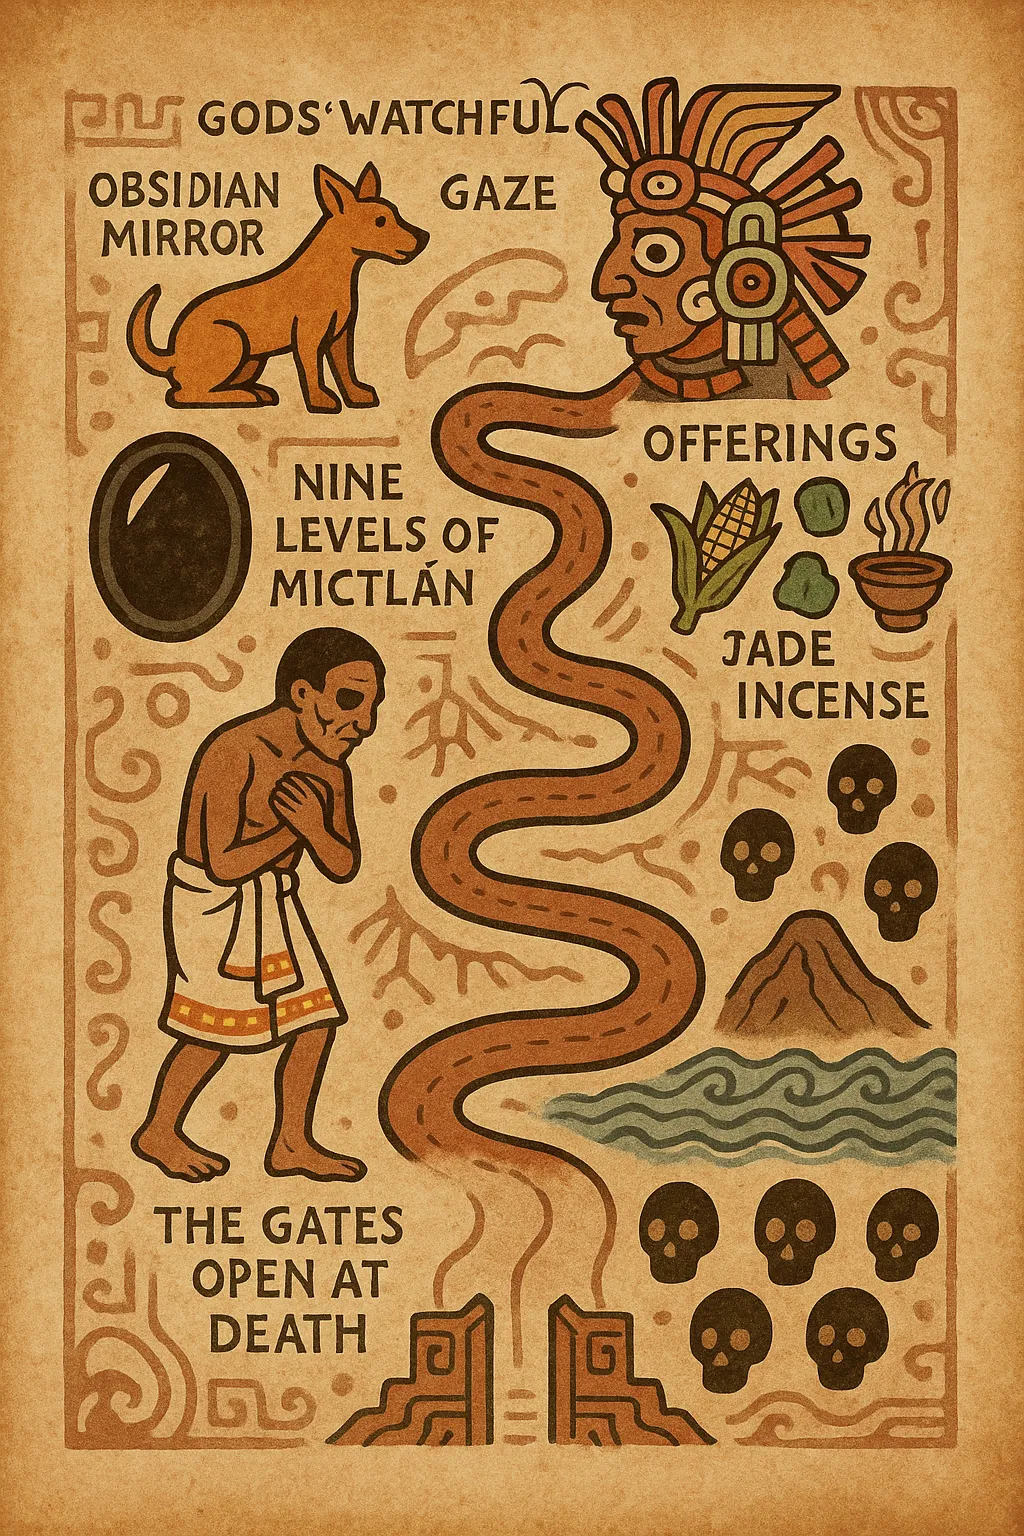 GODS‘ WATCHFUL
GAZE
OBSIDIAN
MIRROR
OFFERINGS
NINE
LEVELS OF
MICTLÁN
JADE
INCENSE
THE GATES
OPEN AT
DEATH